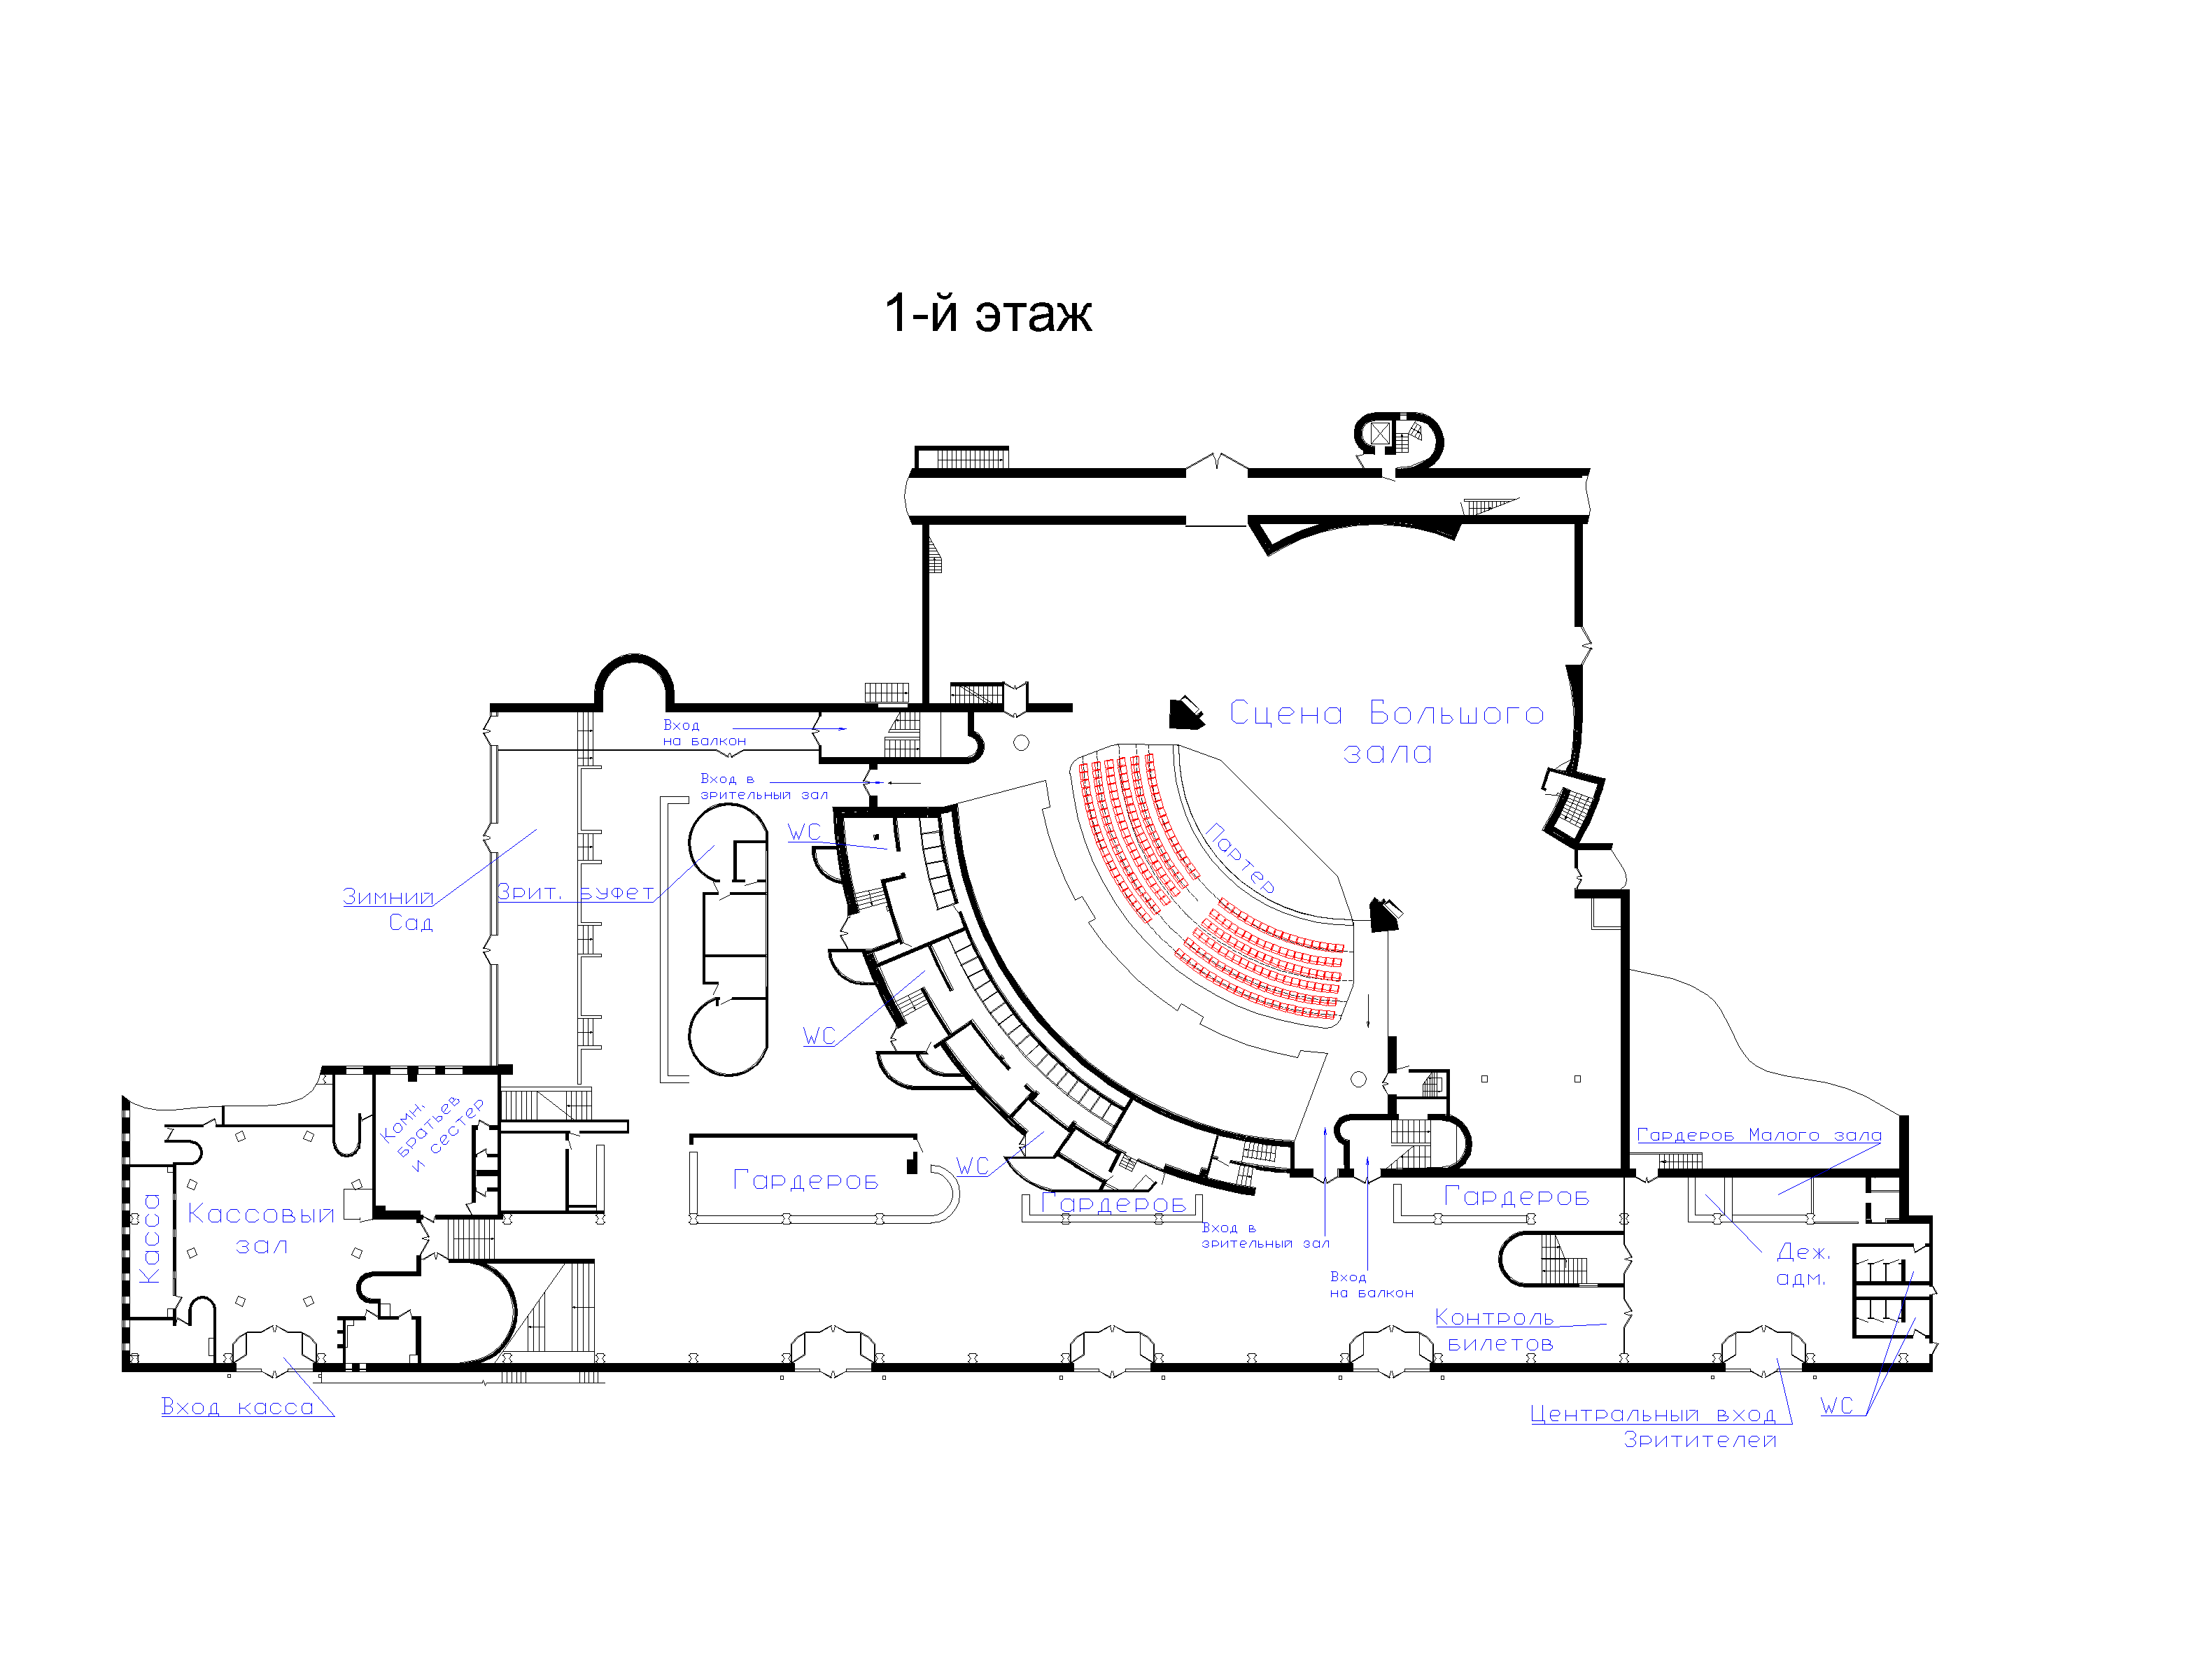 1-й этаж
Вход
на балкон
Сцена Большого
зала
Вход в
зрительный зал
WC
Партер
Зимний
Сад
Зрит. буфет
WC
Комн.
братьев
и сестер
Гардероб Малого зала
WC
Гардероб
Гардероб
Гардероб
Касса
Кассовый
зал
Вход в
зрительный зал
Деж.
адм.
Вход
на балкон
Контроль
билетов
Вход касса
Центральный вход
Зритителей
WC